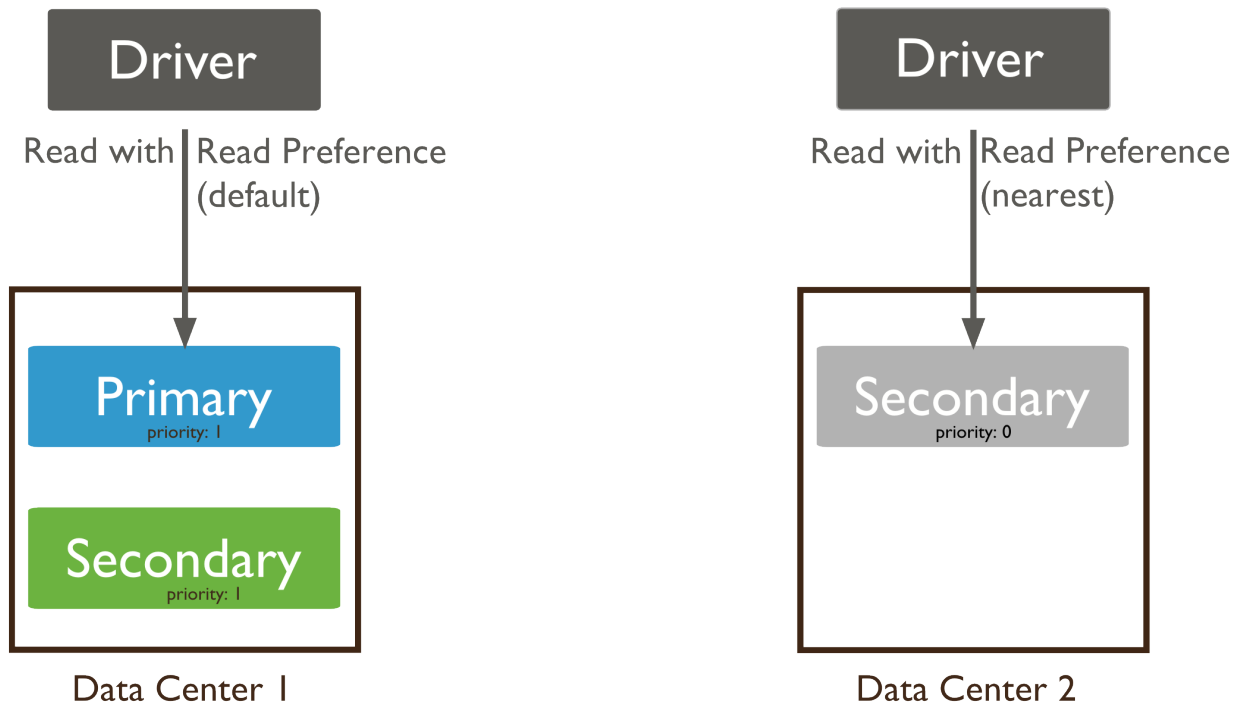 Driver
Read with Read Preference
(default)
Primary
priority: 1
Secondary
priority: 1
Data Center 1
Driver
Read with Read Preference
(nearest)
Secondary
priority: 0
Data Center 2